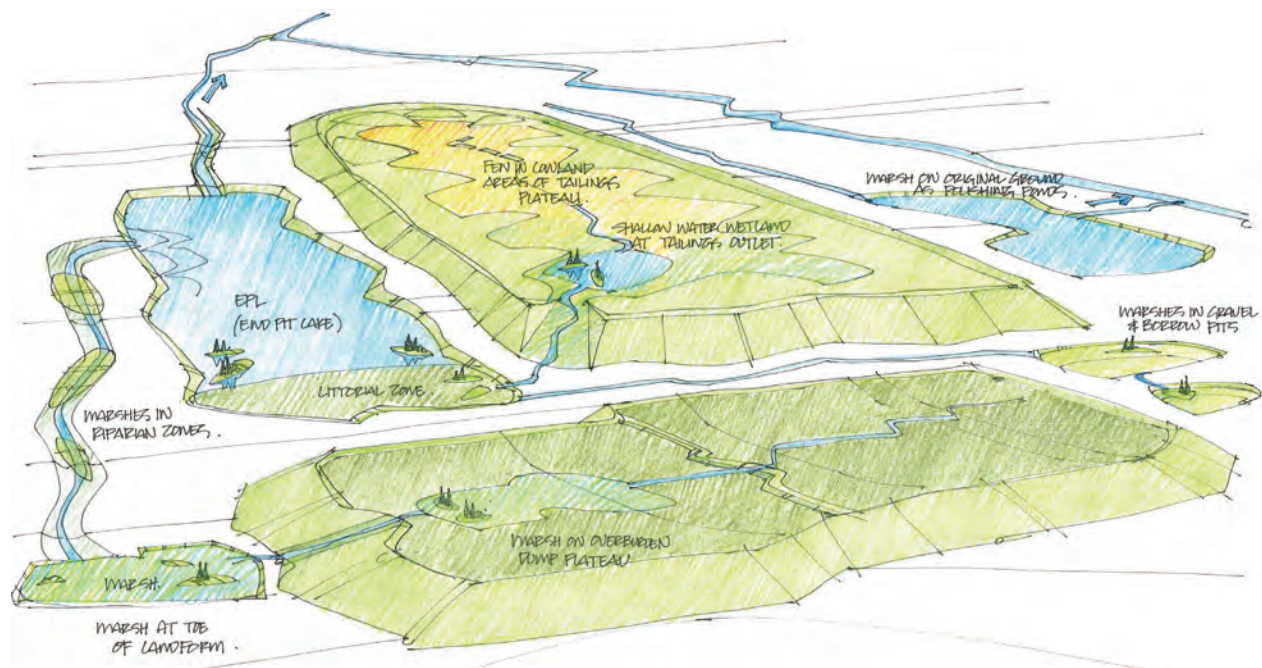 FEN IN LOWLAND
AREAS OF TAILINGS
PLATEAU.
MARSH ON ORIGINAL GROUND
AS POLISHING PONDS.
SHALLOW WATER WETLAND
AT TAILINGS OUTLET.
EPL
(END PIT LAKE)
MARSHES IN GRAVEL
& BORROW PITS
LITTORIAL ZONE.
MARSHES IN
RIPARIAN ZONES.
MARSH ON OVERBURDEN
DUMP PLATEAU
MARSH.
MARSH AT TOE
OF LANDFORM.